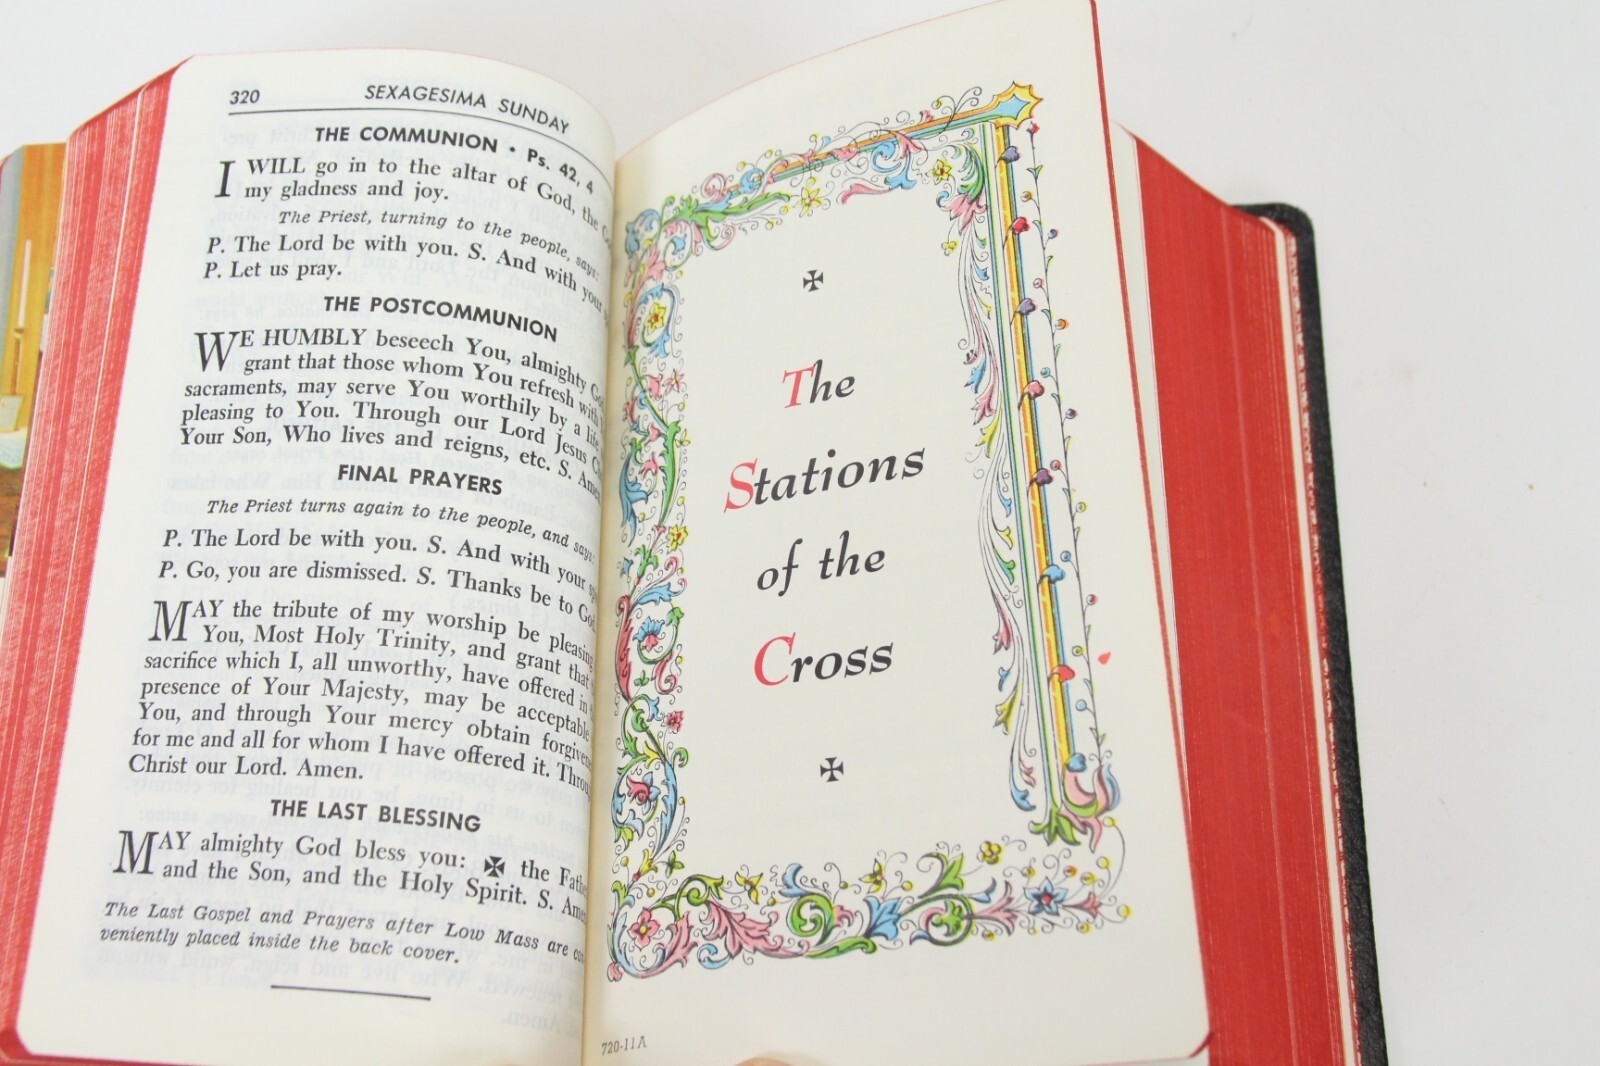 320 SEXAGESIMA SUNDAY
THE COMMUNION • Ps. 42, 4
I WILL go in to the altar of God, the
my gladness and joy.
The Priest, turning to the people, says:
P. The Lord be with you. S. And with your
P. Let us pray.
THE POSTCOMMUNION
WE HUMBLY beseech You, almighty
grant that those whom You refresh with
sacraments, may serve You worthily by a life
pleasing to You. Through our Lord Jesus
Your Son, Who lives and reigns, etc. S. Amen
FINAL PRAYERS
The Priest turns again to the people, and says:
P. The Lord be with you. S. And with your
P. Go, you are dismissed. S. Thanks be to God.
MAY the tribute of my worship be pleasing
You, Most Holy Trinity, and grant that
sacrifice which I, all unworthy, have offered in
presence of Your Majesty, may be acceptable
You, and through Your mercy obtain
for me and all for whom I have offered it.
Christ our Lord. Amen.
THE LAST BLESSING
MAY almighty God bless you: ✠ the
and the Son, and the Holy Spirit. S.
The Last Gospel and Prayers after Low Mass are
veniently placed inside the back cover.
✠
The
Stations
of the
Cross
✠
720-11A